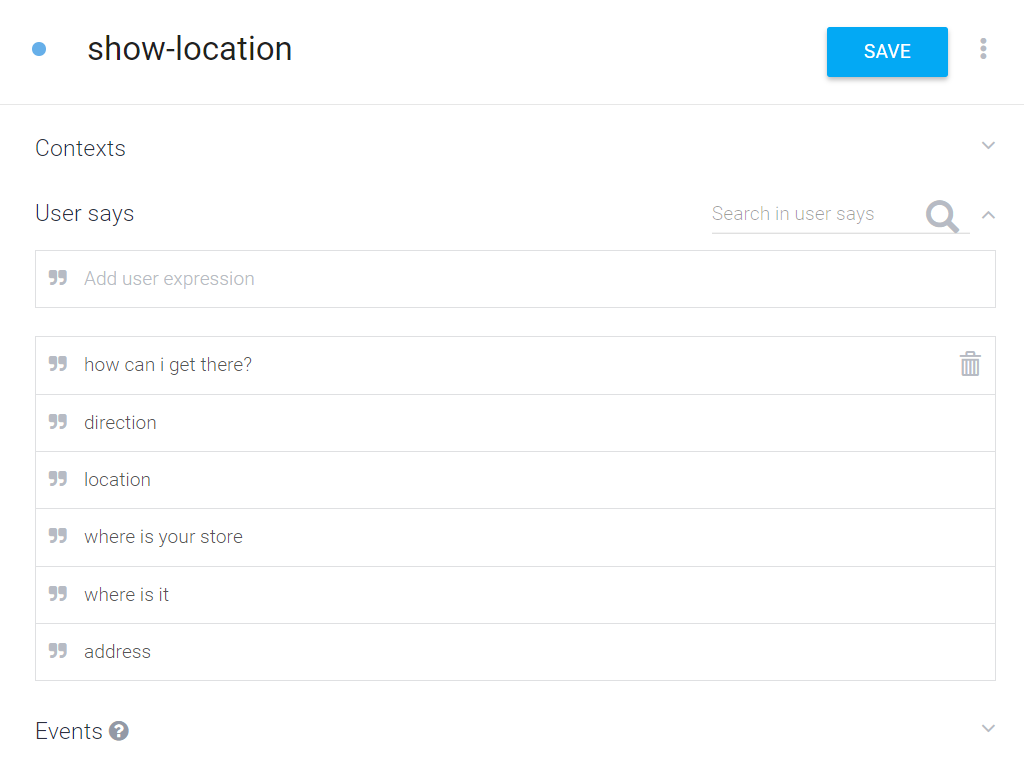 show-location
SAVE
Contexts
User says
Search in user says
Add user expression
how can i get there?
direction
location
where is your store
where is it
address
Events ?